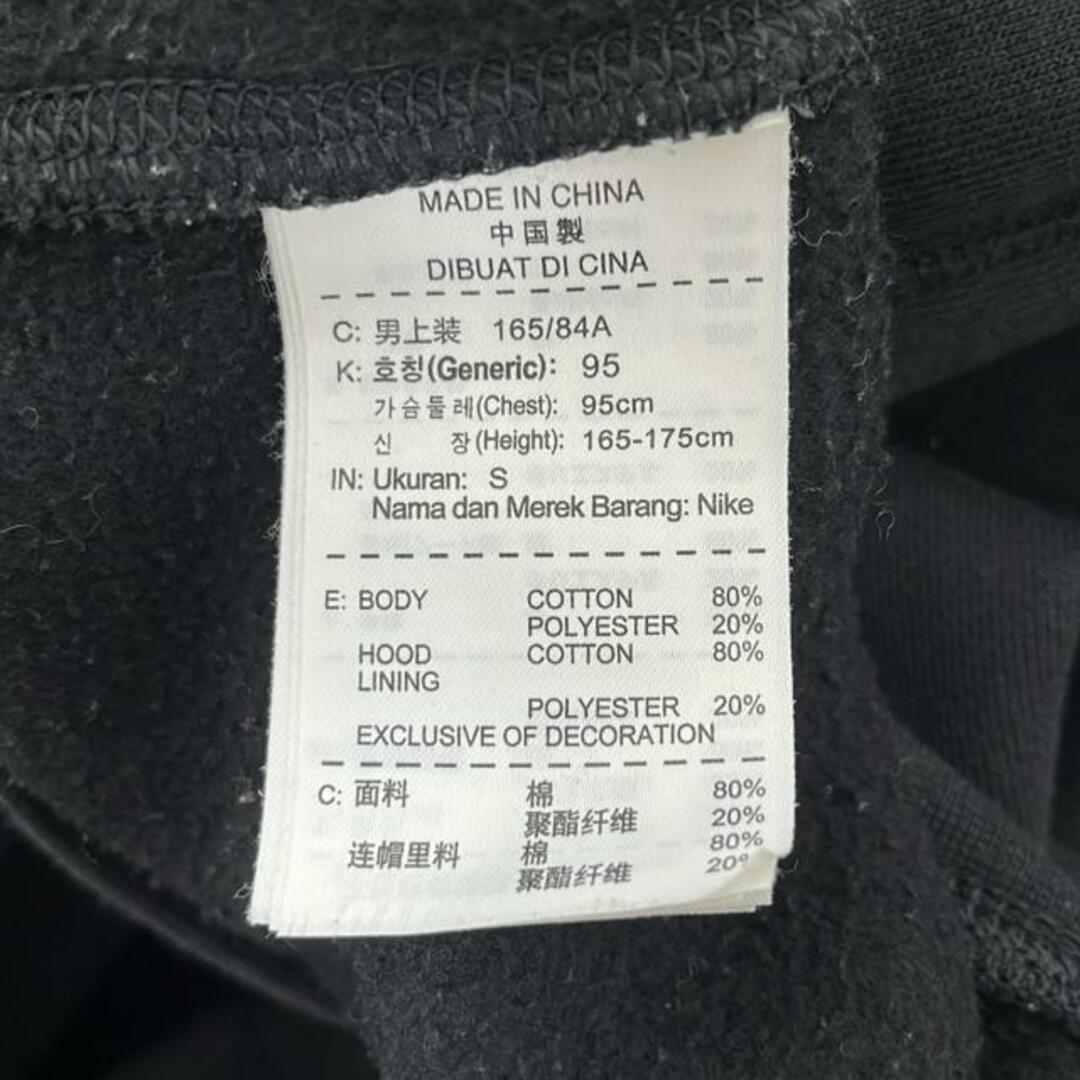 MADE IN CHINA
中国製
DIBUAT DI CINA
C: 男上装 165/84A
K: 호칭(Generic): 95
가슴둘레(Chest): 95cm
신 장(Height): 165-175cm
IN: Ukuran: S
Nama dan Merek Barang: Nike
E: BODY COTTON 80%
POLYESTER 20%
HOOD COTTON 80%
LINING
POLYESTER 20%
EXCLUSIVE OF DECORATION
C: 面料 棉 80%
聚酯纤维 20%
连帽里料 棉 80%
聚酯纤维 20%